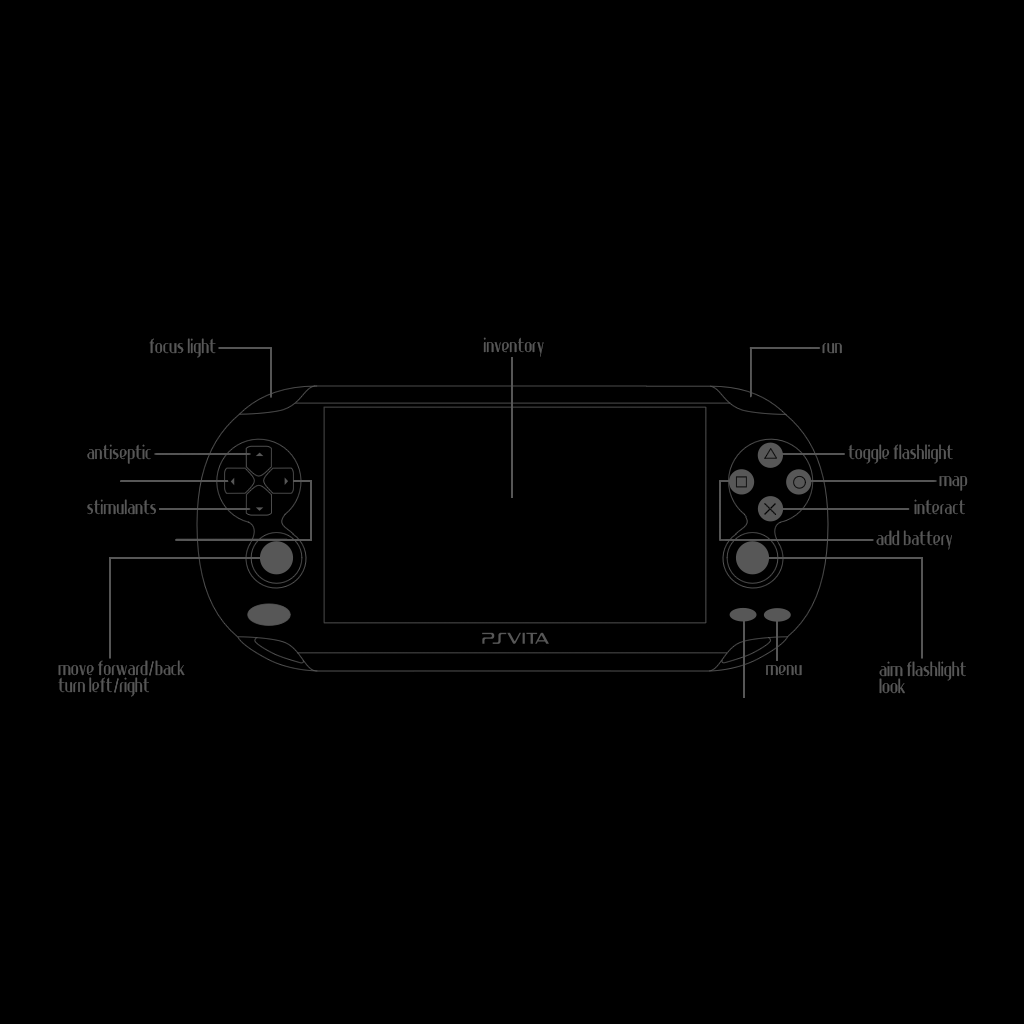 focus light
inventory
run
antiseptic
toggle flashlight
map
stimulants
interact
add battery
PSVITA
move forward/back
turn left/right
menu
aim flashlight
look